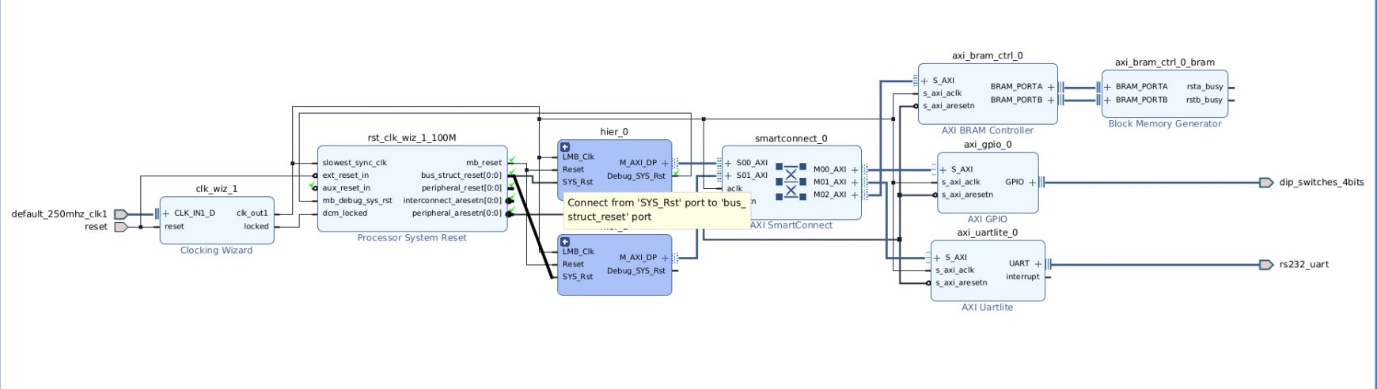 default_250mhz_clk1
reset
clk_wiz_1
CLK_IN1_D
reset
clk_out1
locked
Clocking Wizard
rst_clk_wiz_1_100M
slowest_sync_clk
ext_reset_in
aux_reset_in
mb_debug_sys_rst
dcm_locked
mb_reset
bus_struct_reset[0:0]
peripheral_reset[0:0]
interconnect_aresetn[0:0]
peripheral_aresetn[0:0]
Processor System Reset
hier_0
LMB_Clk
Reset
SYS_Rst
M_AXI_DP
Debug_SYS_Rst
Connect from 'SYS_Rst' port to 'bus_
struct_reset' port
LMB_Clk
Reset
SYS_Rst
M_AXI_DP
Debug_SYS_Rst
smartconnect_0
S00_AXI
S01_AXI
aclk
M00_AXI
M01_AXI
M02_AXI
AXI SmartConnect
axi_bram_ctrl_0
S_AXI
s_axi_aclk
s_axi_aresetn
BRAM_PORTA
BRAM_PORTB
AXI BRAM Controller
axi_bram_ctrl_0_bram
BRAM_PORTA
BRAM_PORTB
rsta_busy
rstb_busy
Block Memory Generator
axi_gpio_0
S_AXI
s_axi_aclk
s_axi_aresetn
GPIO
AXI GPIO
dip_switches_4bits
axi_uartlite_0
S_AXI
s_axi_aclk
s_axi_aresetn
UART
interrupt
AXI Uartlite
rs232_uart